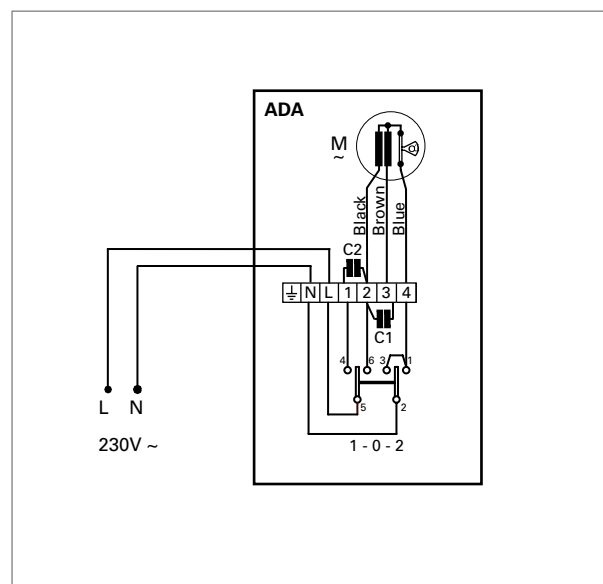 ADA
M
~
Black
Brown
Blue
C2
N L 1 2 3 4
C1
4 6 3 1
5 2
L N
230V ~
1 - 0 - 2